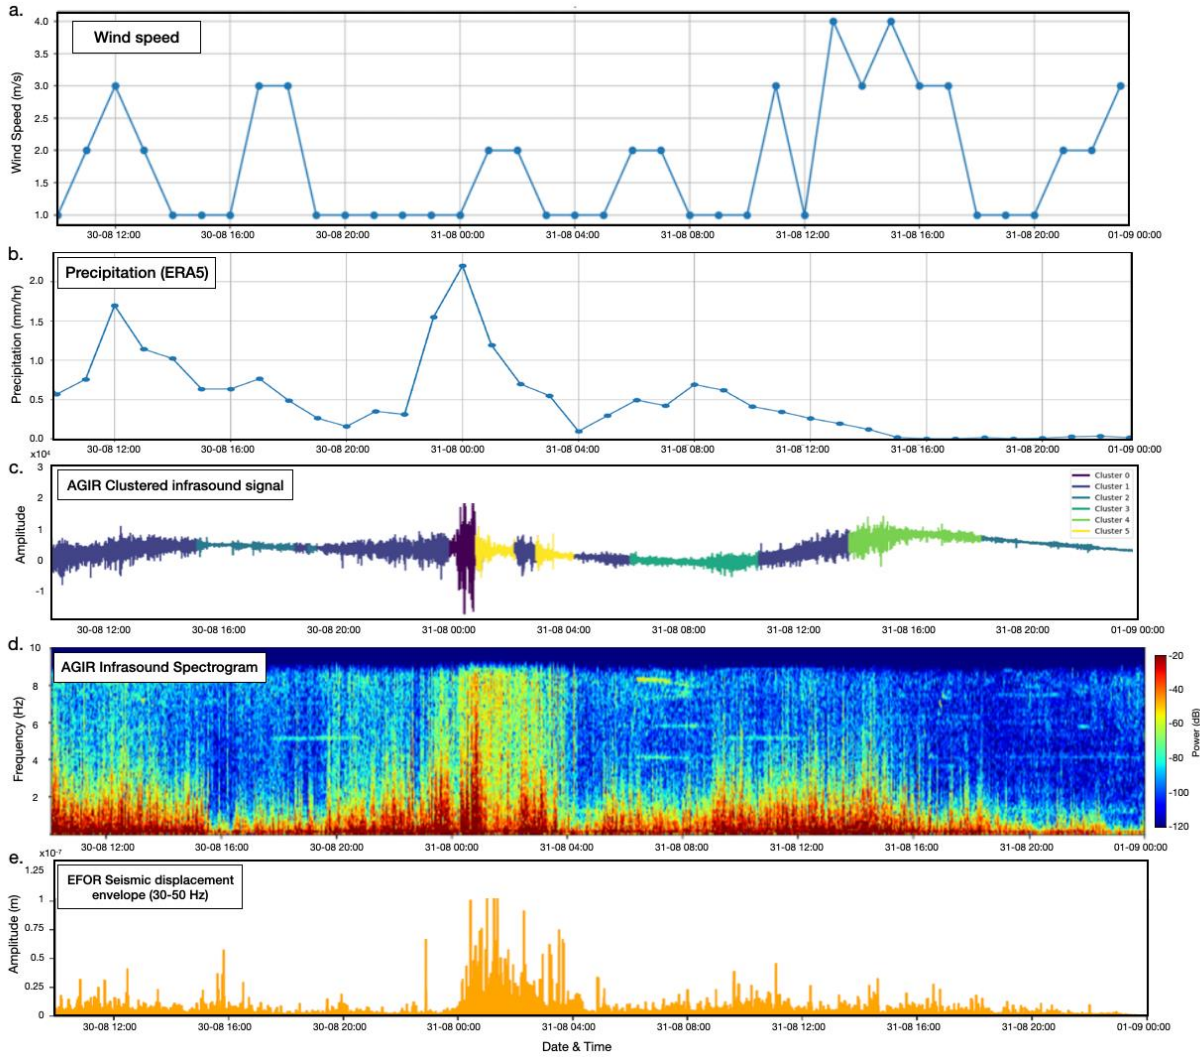 a.
Wind speed
Wind Speed (m/s)
4.0
3.5
3.0
2.5
2.0
1.5
1.0
30-08 12:00 30-08 16:00 30-08 20:00 31-08 00:00 31-08 04:00 31-08 08:00 31-08 12:00 31-08 16:00 31-08 20:00 01-09 00:00
b.
Precipitation (ERA5)
Precipitation (mm/hr)
2.0
1.5
1.0
0.5
0.0
30-08 12:00 30-08 16:00 30-08 20:00 31-08 00:00 31-08 04:00 31-08 08:00 31-08 12:00 31-08 16:00 31-08 20:00 01-09 00:00
x10⁴
c.
AGIR Clustered infrasound signal
Amplitude
3
2
1
0
-1
Cluster 0
Cluster 1
Cluster 2
Cluster 3
Cluster 4
Cluster 5
30-08 12:00 30-08 16:00 30-08 20:00 31-08 00:00 31-08 04:00 31-08 08:00 31-08 12:00 31-08 16:00 31-08 20:00 01-09 00:00
d.
AGIR Infrasound Spectrogram
Frequency (Hz)
10
8
6
4
2
-20
-40
-60
-80
-100
-120
Power (dB)
30-08 12:00 30-08 16:00 30-08 20:00 31-08 00:00 31-08 04:00 31-08 08:00 31-08 12:00 31-08 16:00 31-08 20:00 01-09 00:00
e.
x10⁻⁷
EFOR Seismic displacement
envelope (30-50 Hz)
Amplitude (m)
1.25
1
0.75
0.5
0.25
0
30-08 12:00 30-08 16:00 30-08 20:00 31-08 00:00 31-08 04:00 31-08 08:00 31-08 12:00 31-08 16:00 31-08 20:00 01-09 00:00
Date & Time